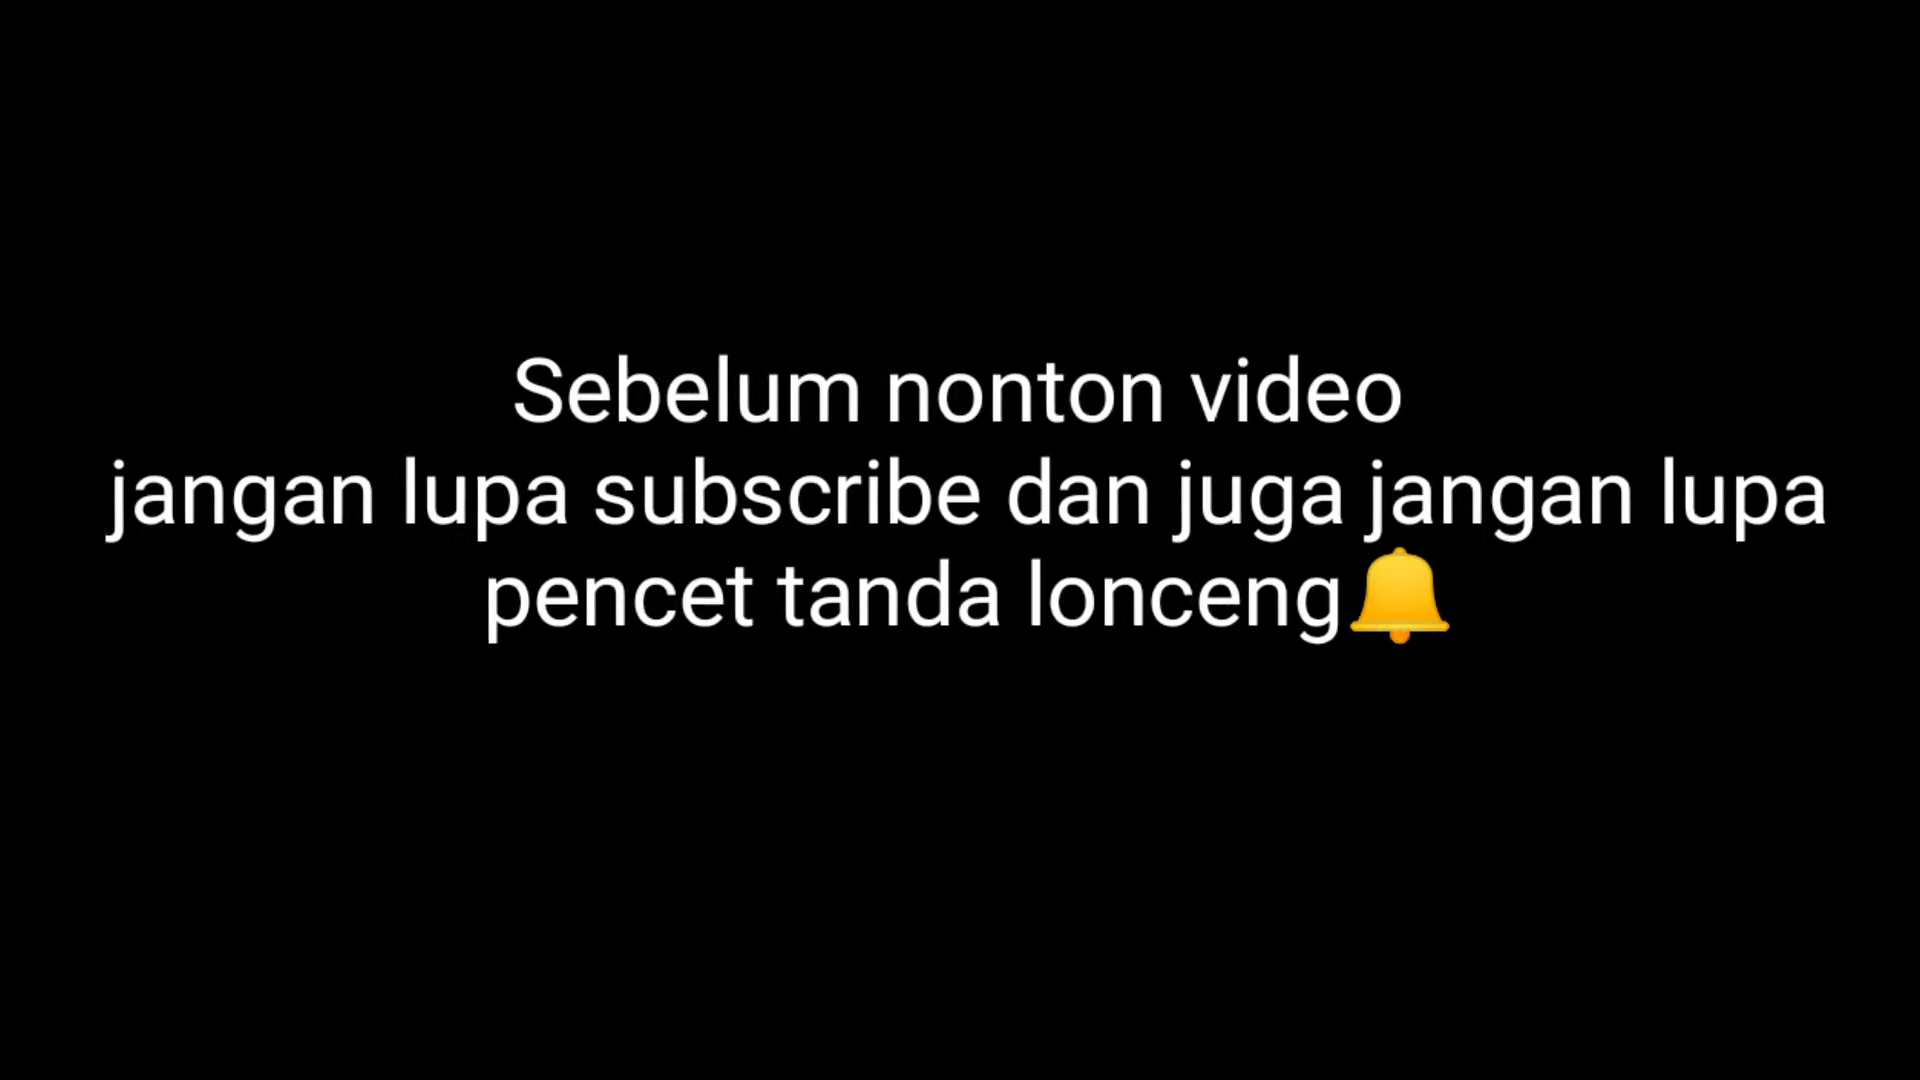 Sebelum nonton video
jangan lupa subscribe dan juga jangan lupa
pencet tanda lonceng🔔